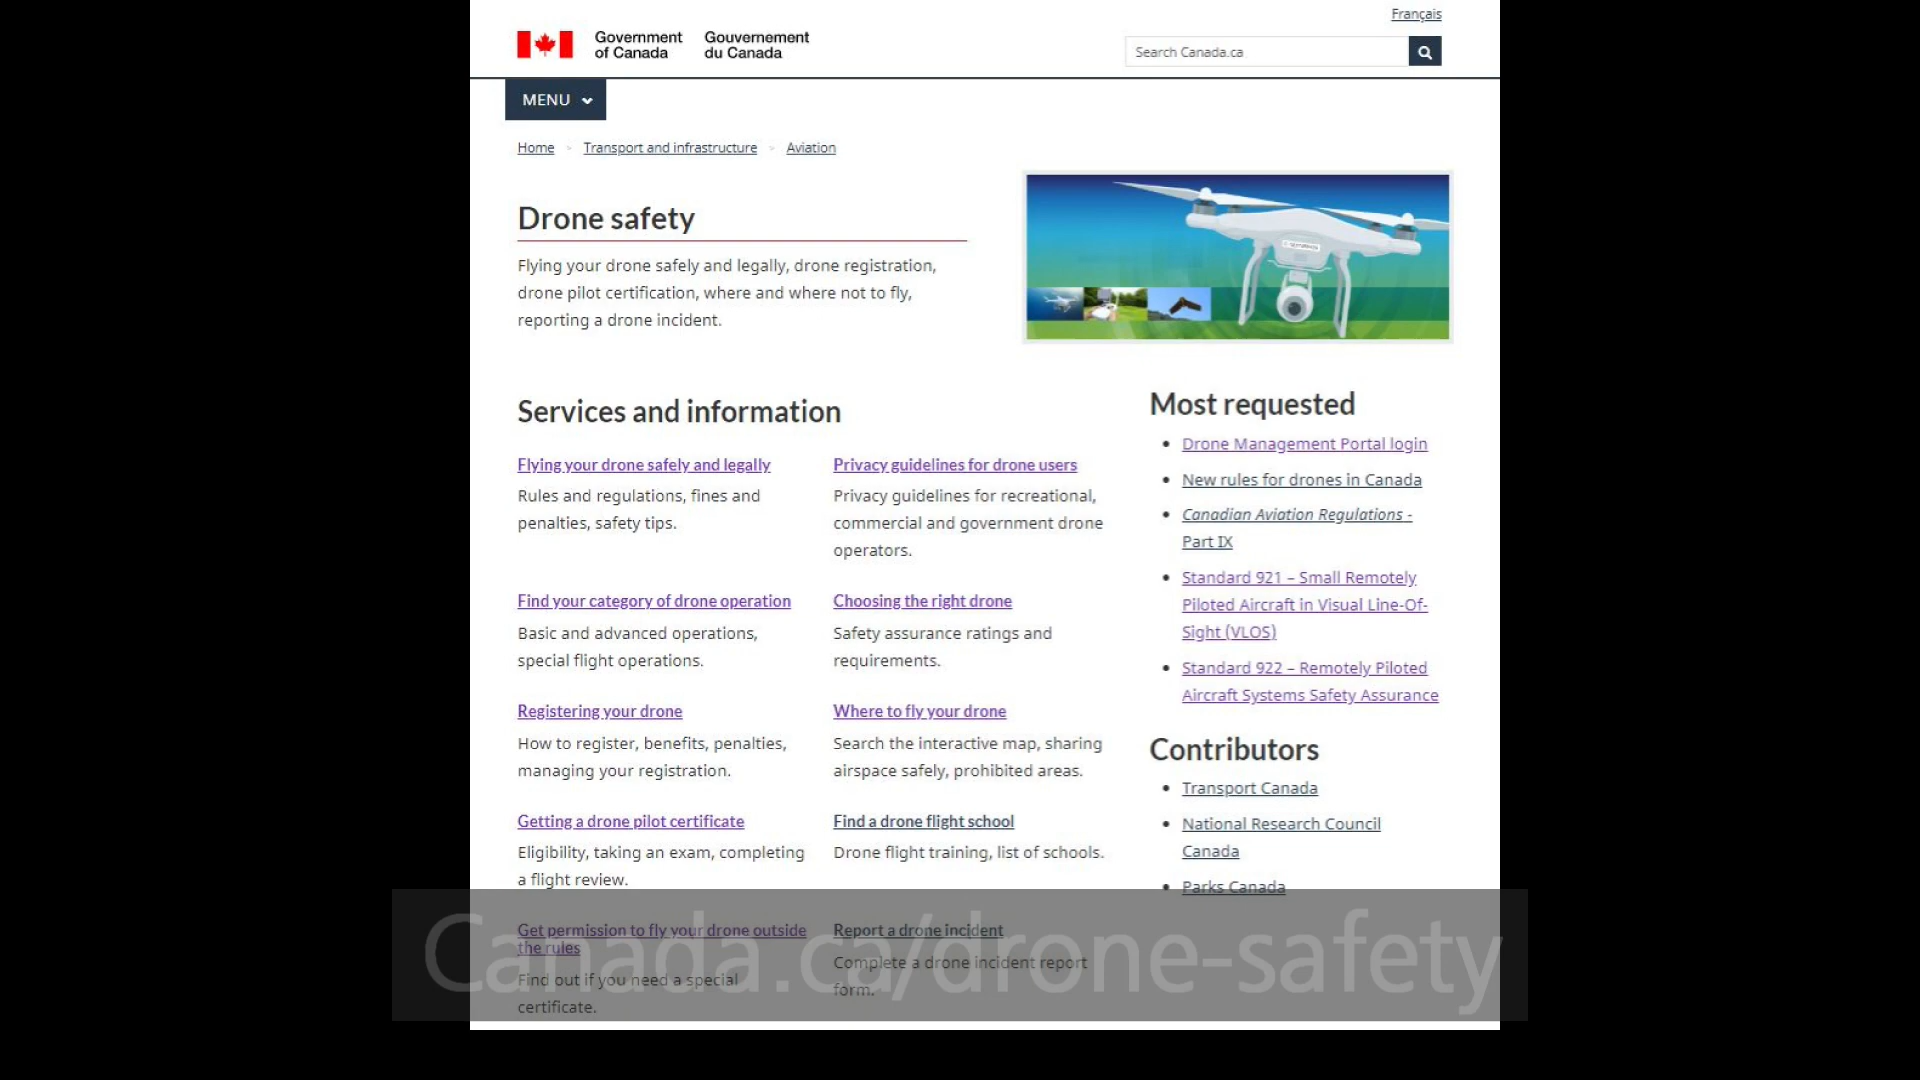 Français
Government of Canada
Gouvernement du Canada
Search Canada.ca
MENU
Home > Transport and infrastructure > Aviation
Drone safety
Flying your drone safely and legally, drone registration,
drone pilot certification, where and where not to fly,
reporting a drone incident.
Services and information
Flying your drone safely and legally
Rules and regulations, fines and
penalties, safety tips.
Privacy guidelines for drone users
Privacy guidelines for recreational,
commercial and government drone
operators.
Find your category of drone operation
Basic and advanced operations,
special flight operations.
Choosing the right drone
Safety assurance ratings and
requirements.
Registering your drone
How to register, benefits, penalties,
managing your registration.
Where to fly your drone
Search the interactive map, sharing
airspace safely, prohibited areas.
Getting a drone pilot certificate
Eligibility, taking an exam, completing
a flight review.
Find a drone flight school
Drone flight training, list of schools.
Get permission to fly your drone outside
the rules
Find out if you need a special
certificate.
Report a drone incident
Complete a drone incident report
form.
Most requested
Drone Management Portal login
New rules for drones in Canada
Canadian Aviation Regulations -
Part IX
Standard 921 – Small Remotely
Piloted Aircraft in Visual Line-Of-
Sight (VLOS)
Standard 922 – Remotely Piloted
Aircraft Systems Safety Assurance
Contributors
Transport Canada
National Research Council
Canada
Parks Canada
Canada.ca/drone-safety